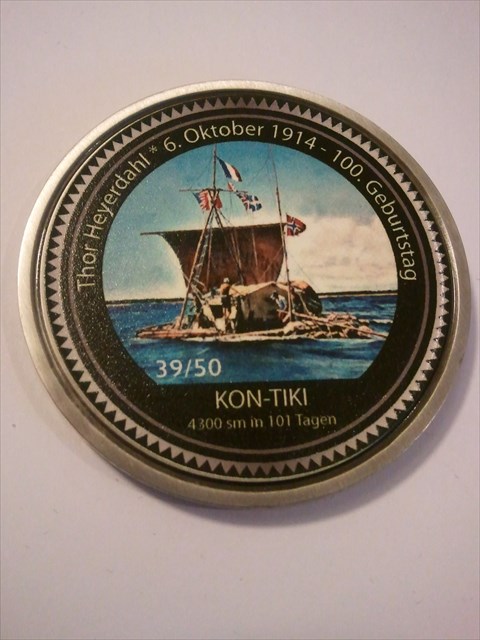 Thor Heyerdahl * 6. Oktober 1914 - 100. Geburtstag
39/50
KON-TIKI
4300 sm in 101 Tagen